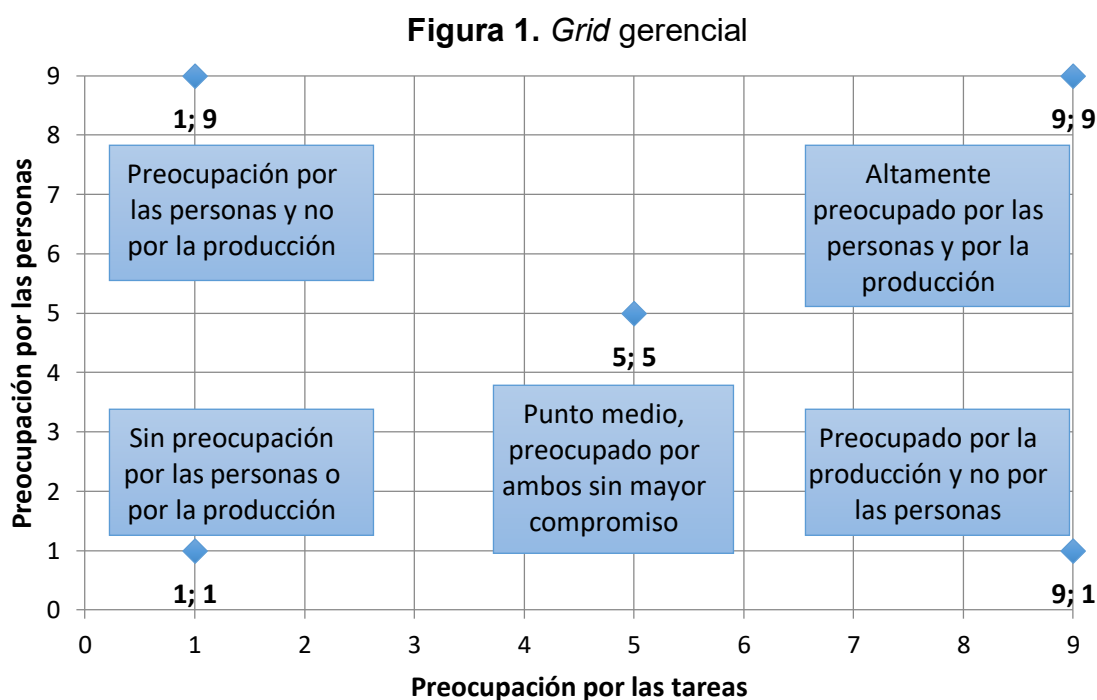 Figura 1. Grid gerencial
Preocupación por las personas
9
8
7
6
5
4
3
2
1
0
1; 9
Preocupación por
las personas y no
por la producción
9; 9
Altamente
preocupado por las
personas y por la
producción
5; 5
Punto medio,
preocupado por
ambos sin mayor
compromiso
Sin preocupación
por las personas o
por la producción
1; 1
Preocupado por la
producción y no por
las personas
9; 1
0 1 2 3 4 5 6 7 8 9
Preocupación por las tareas